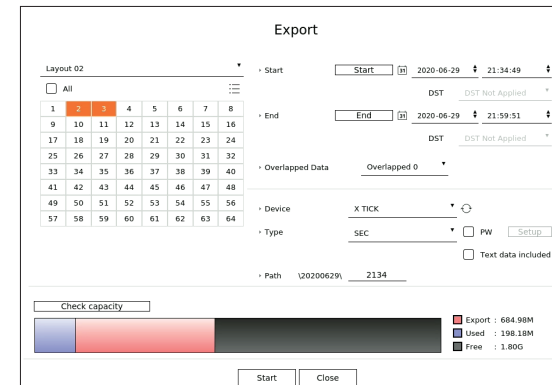 Export
Layout 02 ▾
All
1 2 3 4 5 6 7 8
9 10 11 12 13 14 15 16
17 18 19 20 21 22 23 24
25 26 27 28 29 30 31 32
33 34 35 36 37 38 39 40
41 42 43 44 45 46 47 48
49 50 51 52 53 54 55 56
57 58 59 60 61 62 63 64
Start Start 31 2020-06-29 21:34:49
DST DST Not Applied
End End 31 2020-06-29 21:59:51
DST DST Not Applied
Overlapped Data Overlapped 0
Device X TICK
Type SEC PW Setup
Text data included
Path \20200629\ 2134
Check capacity
Export : 684.98M
Used : 198.18M
Free : 1.80G
Start Close